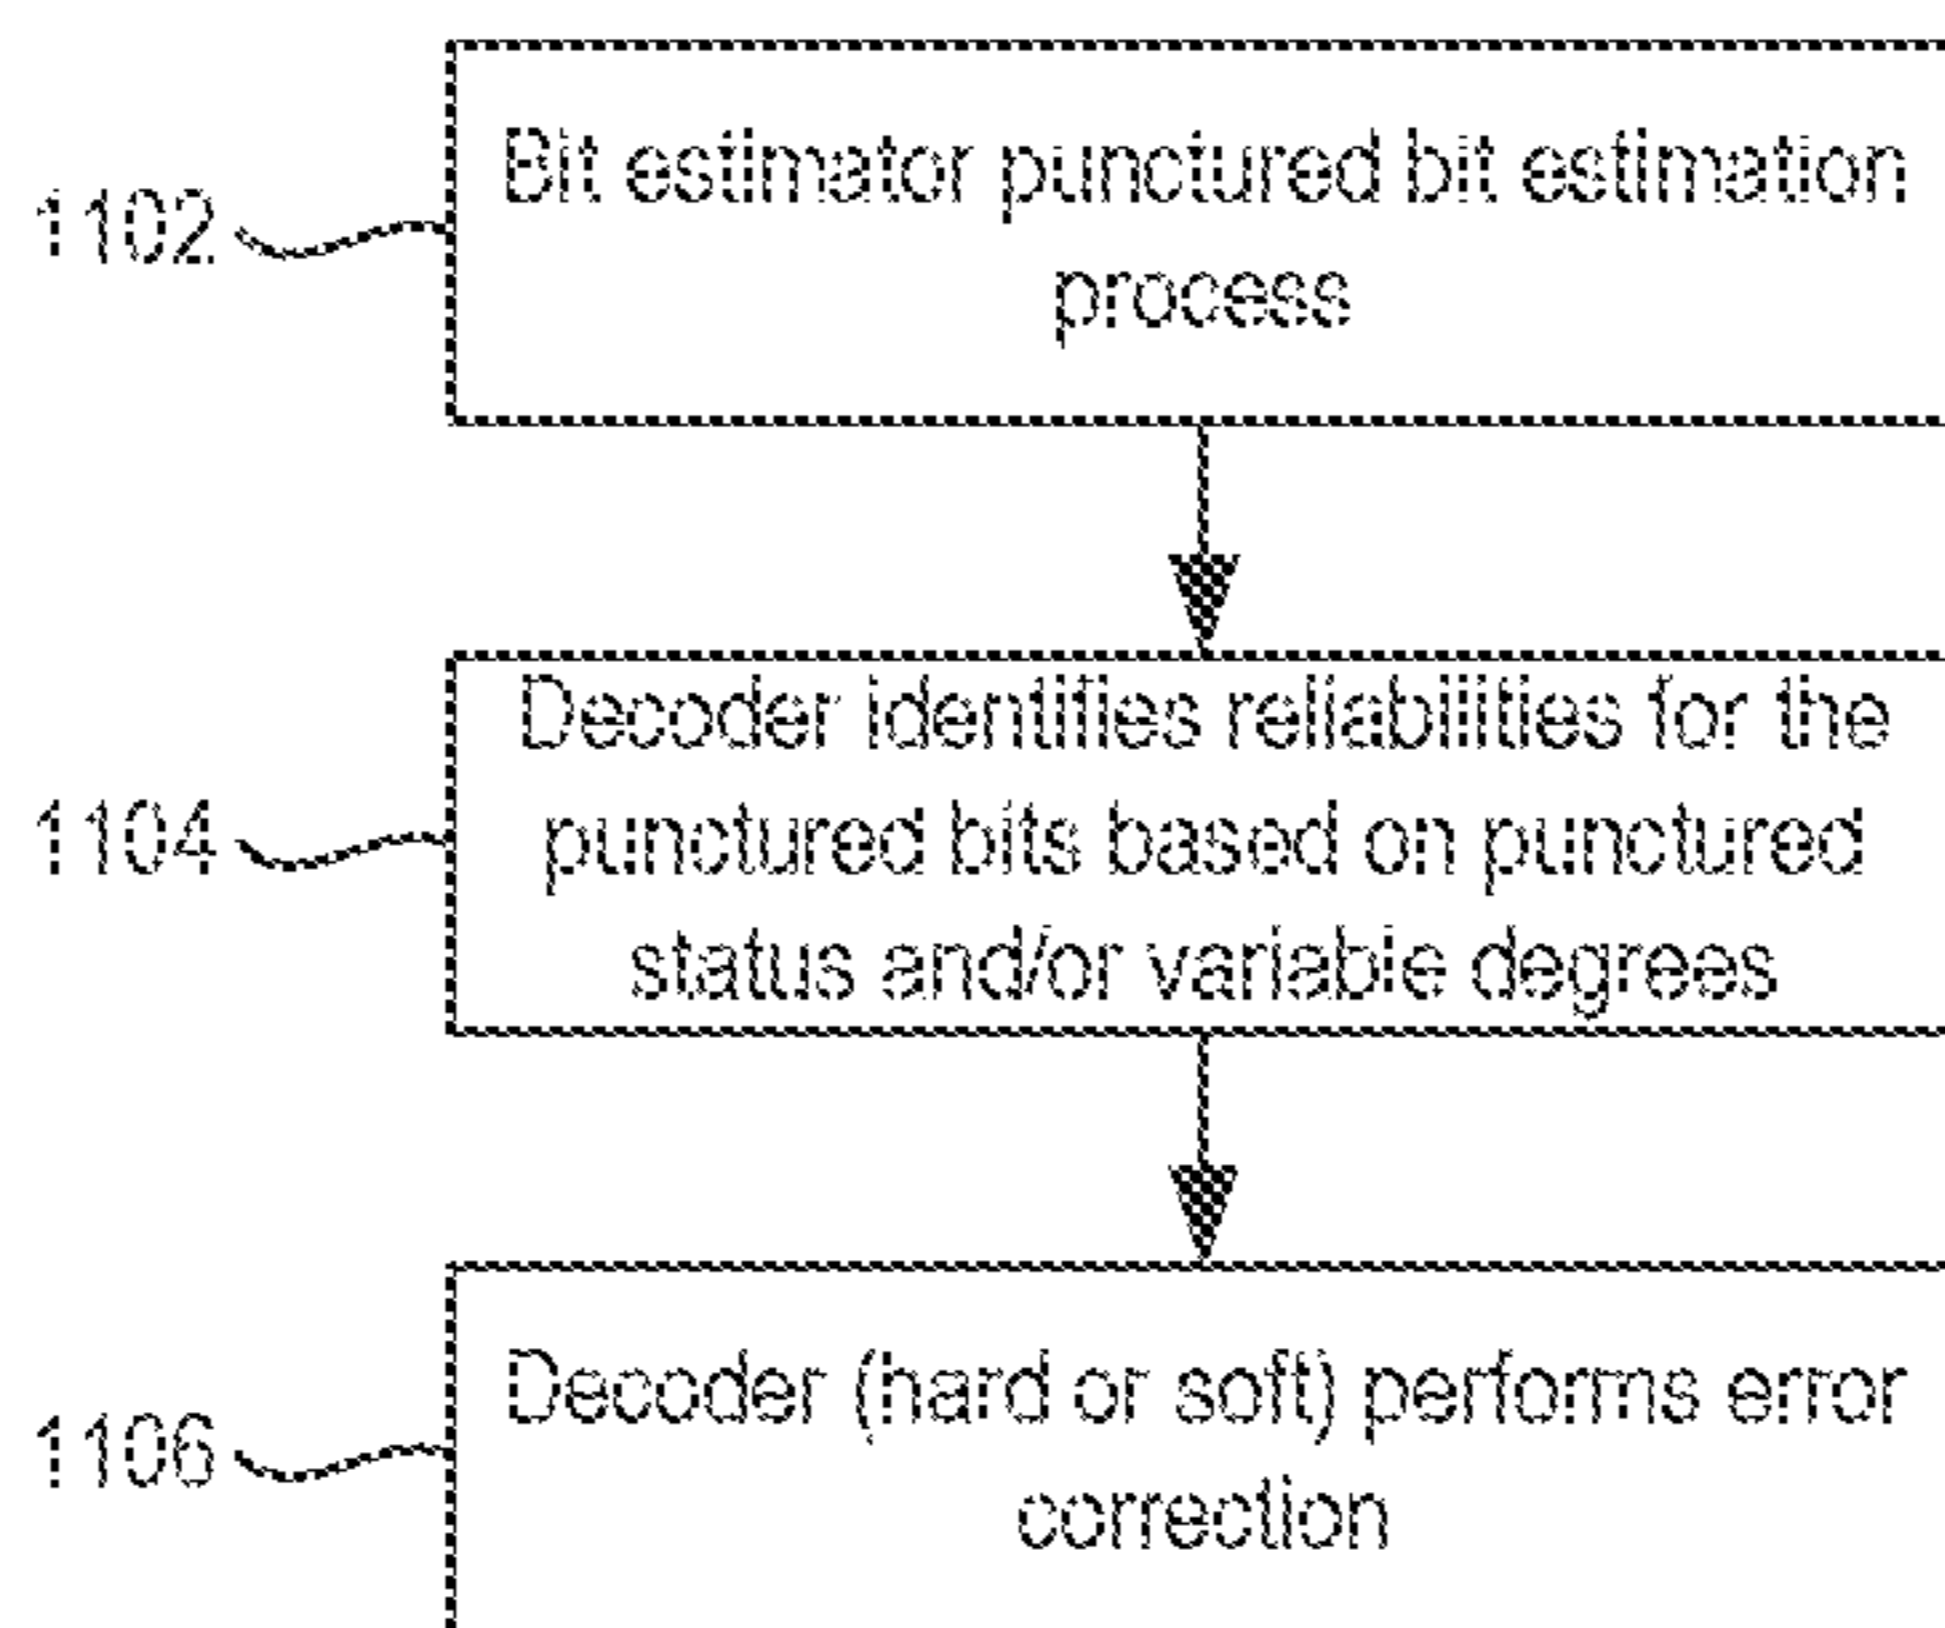 Bit estimator punctured bit estimation
1102
process
Decoder identifies reliabilities for the
1104
punctured bits based on punctured
status and/or variable degrees
Decoder (hard or soft) performs error
1106
correction